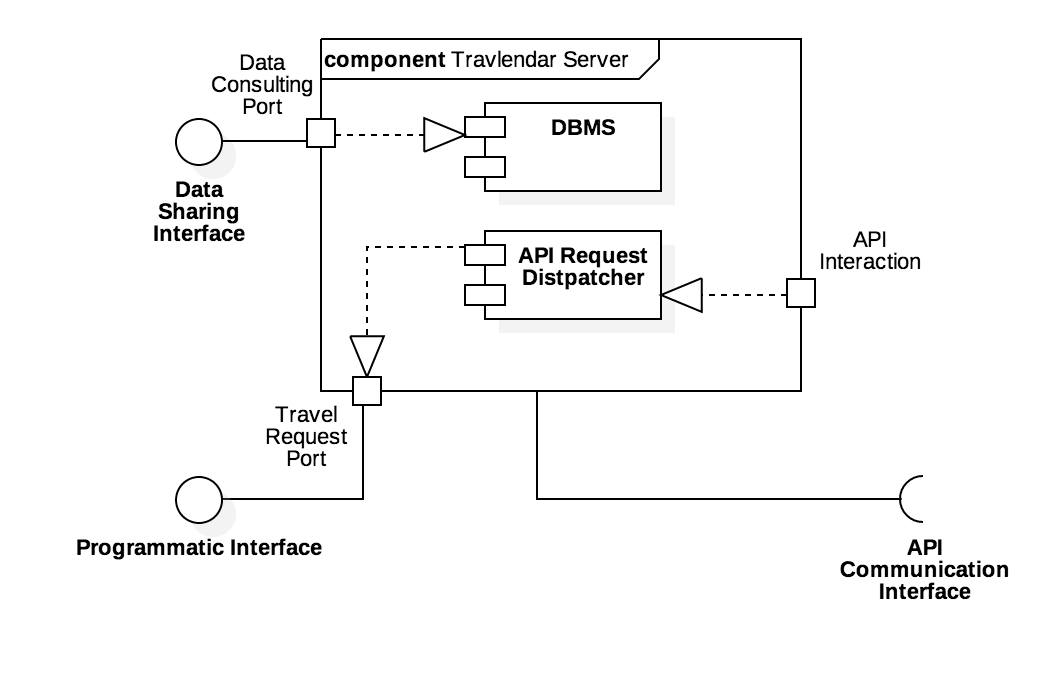 Data
Consulting
Port
component Travlendar Server
DBMS
Data
Sharing
Interface
API Request
Distpatcher
API
Interaction
Travel
Request
Port
Programmatic Interface
API
Communication
Interface